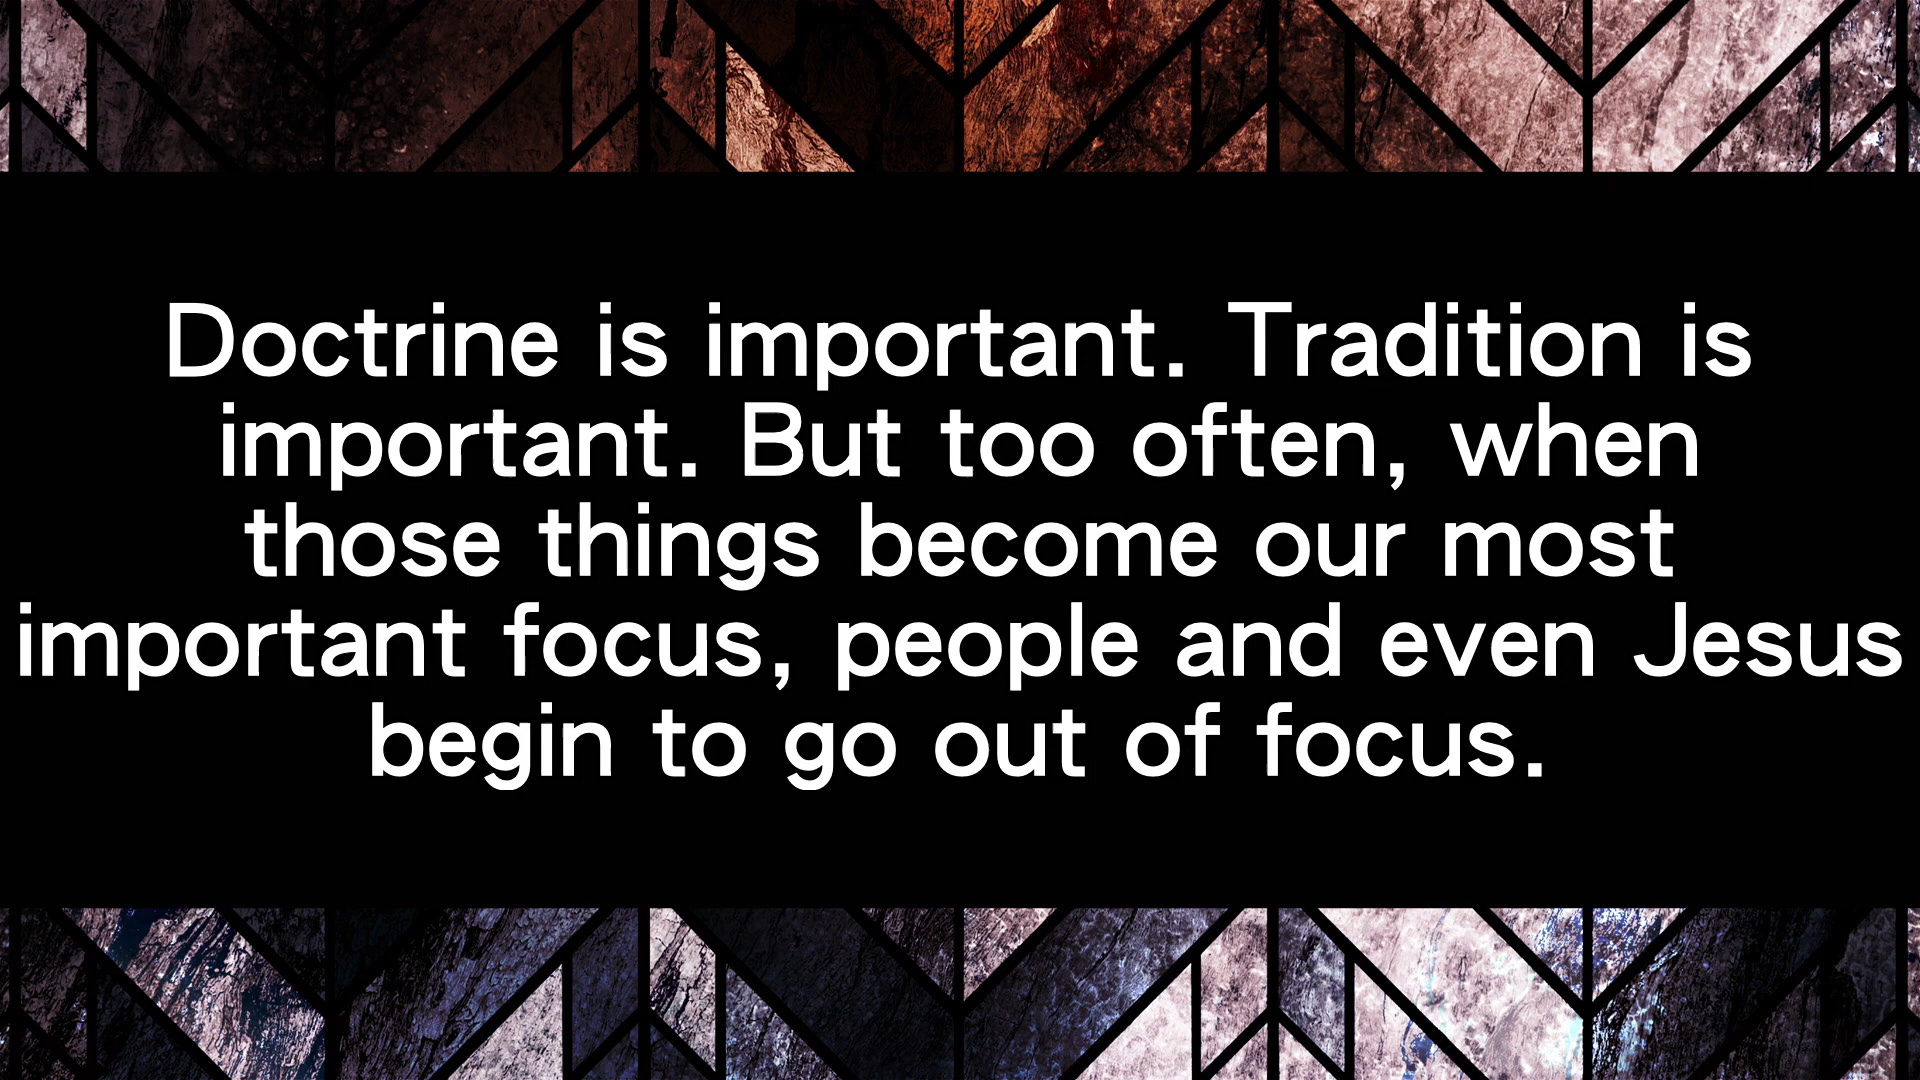 Doctrine is important. Tradition is
important. But too often, when
those things become our most
important focus, people and even Jesus
begin to go out of focus.